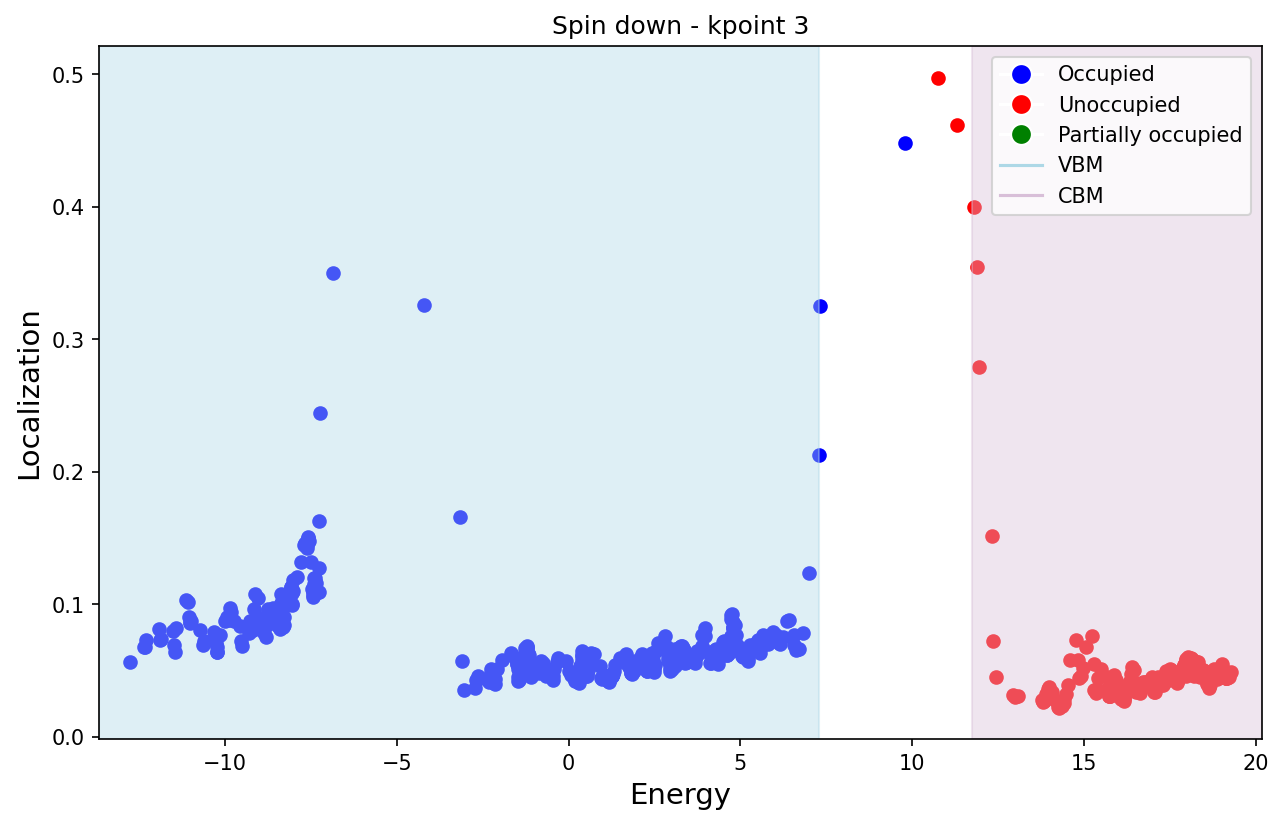 Spin down - kpoint 3
Localization
0.5
0.4
0.3
0.2
0.1
0.0
Occupied
Unoccupied
Partially occupied
VBM
CBM
−10
−5
0
5
10
15
20
Energy